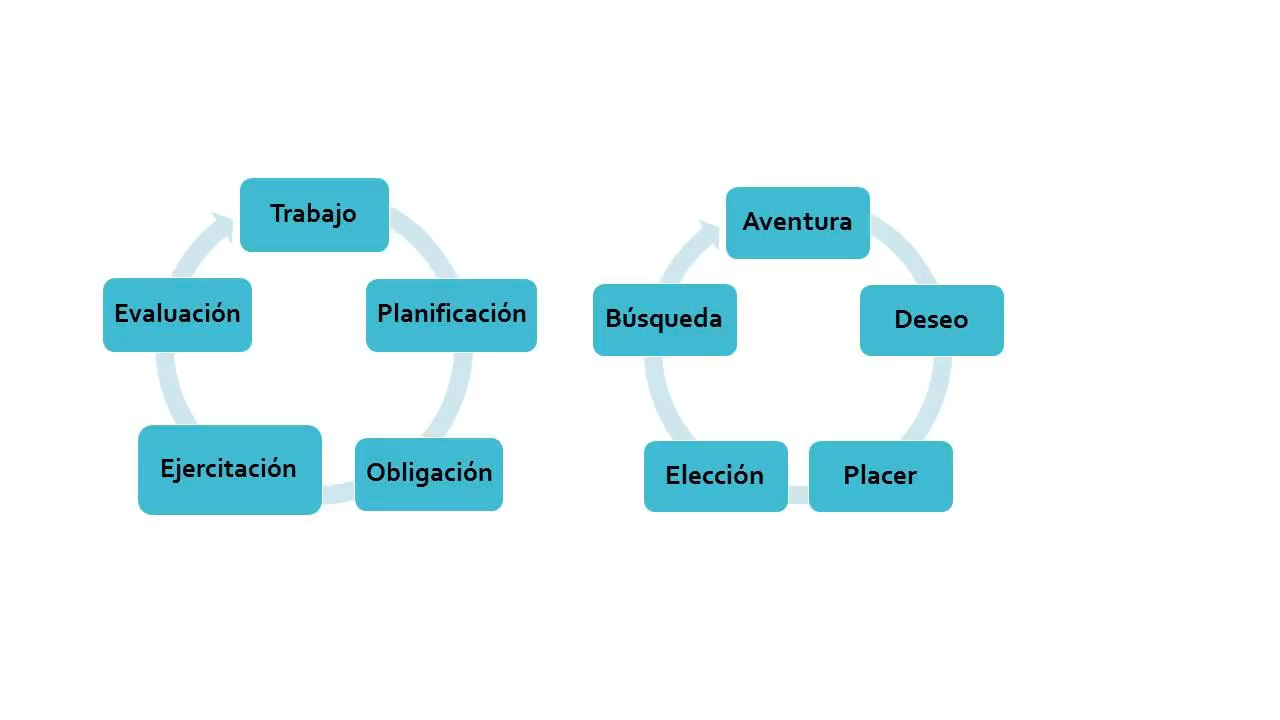 Trabajo
Planificación
Obligación
Ejercitación
Evaluación
Aventura
Deseo
Placer
Elección
Búsqueda